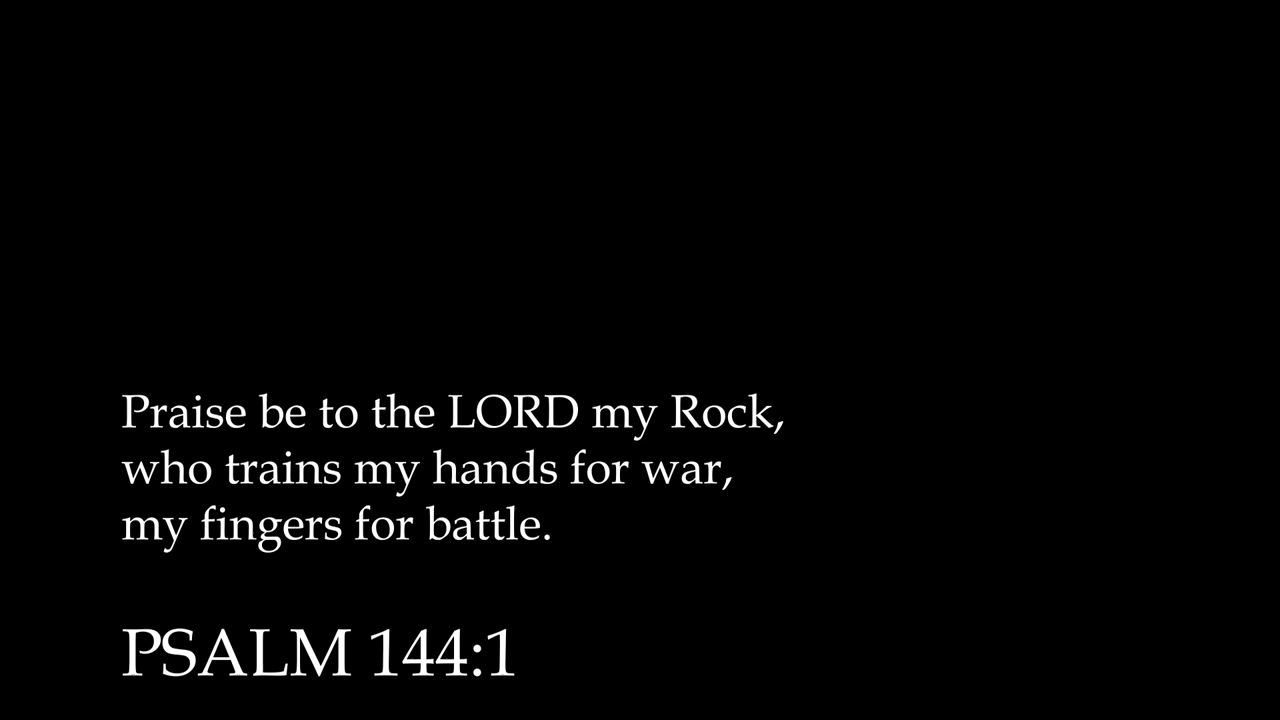 Praise be to the LORD my Rock,
who trains my hands for war,
my fingers for battle.
PSALM 144:1